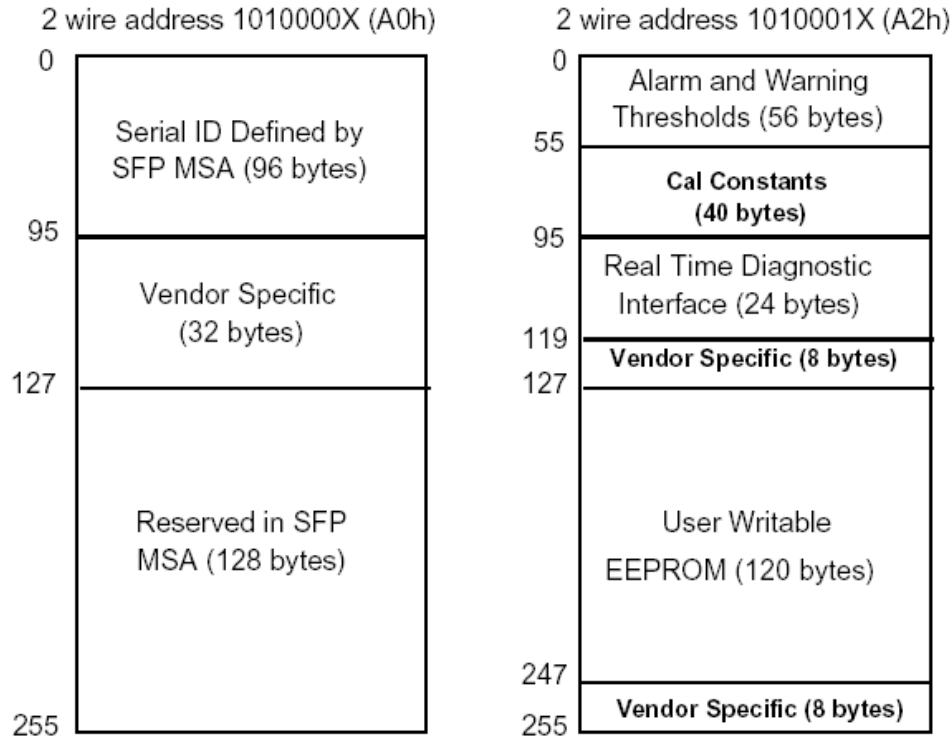 2 wire address 1010000X (A0h)
0
Serial ID Defined by
SFP MSA (96 bytes)
95
Vendor Specific
(32 bytes)
127
Reserved in SFP
MSA (128 bytes)
255
2 wire address 1010001X (A2h)
0
Alarm and Warning
Thresholds (56 bytes)
55
Cal Constants
(40 bytes)
95
Real Time Diagnostic
Interface (24 bytes)
119
Vendor Specific (8 bytes)
127
User Writable
EEPROM (120 bytes)
247
Vendor Specific (8 bytes)
255